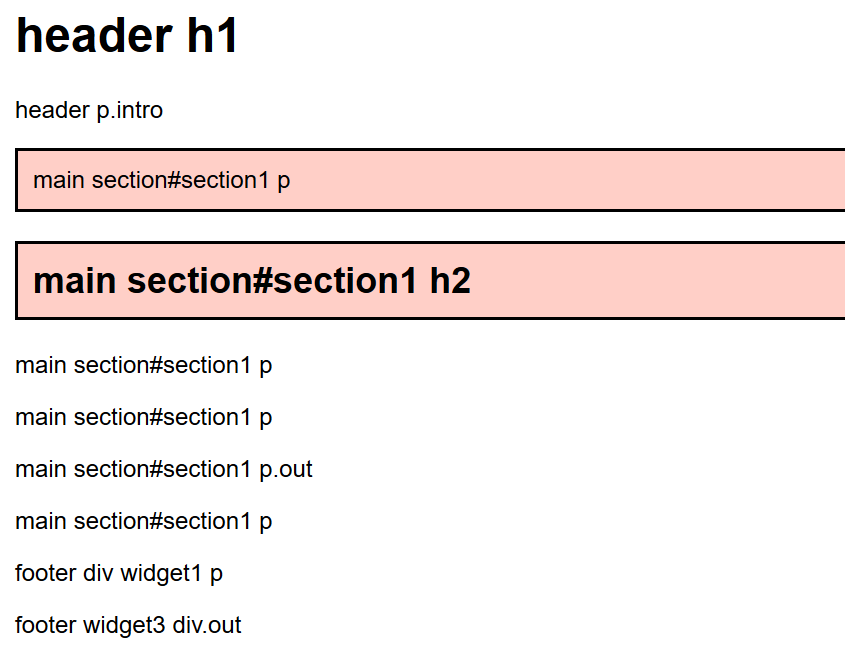 header h1
header p.intro
main section#section1 p
main section#section1 h2
main section#section1 p
main section#section1 p
main section#section1 p.out
main section#section1 p
footer div widget1 p
footer widget3 div.out